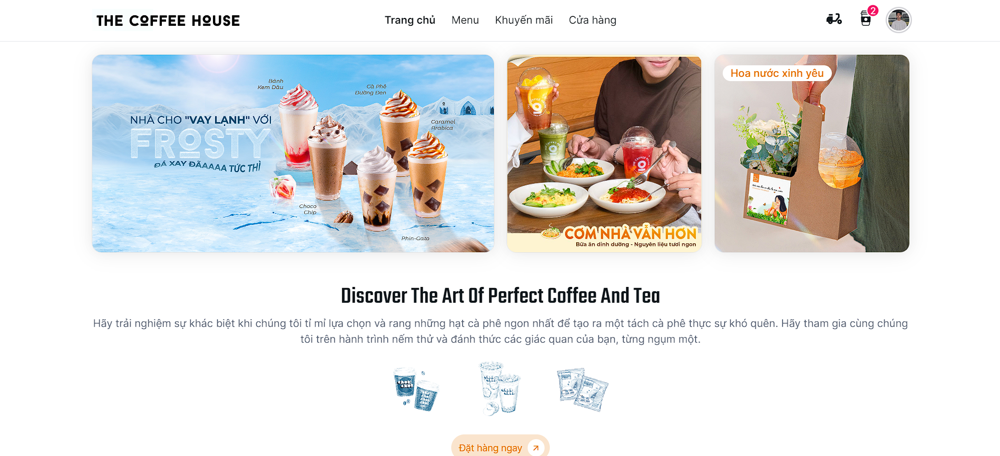 THE COFFEE HOUSE
Trang chủ
Menu
Khuyến mãi
Cửa hàng
2
Bánh
Kem Dâu
Cà Phê
Đường Đen
Caramel
Arabica
NHÀ CHO "VAY LẠNH" VỚI
FROSTY
ĐÁ XAY ĐÃAAAA TỨC THÌ
Choco
Chip
Phin-Gato
CƠM NHÀ VẪN HƠN
Bữa ăn dinh dưỡng - Nguyên liệu tươi ngon
Hoa nước xinh yêu
Discover The Art Of Perfect Coffee And Tea
Hãy trải nghiệm sự khác biệt khi chúng tôi tỉ mỉ lựa chọn và rang những hạt cà phê ngon nhất để tạo ra một tách cà phê thực sự khó quên. Hãy tham gia cùng chúng
tôi trên hành trình nếm thử và đánh thức các giác quan của bạn, từng ngụm một.
Đặt hàng ngay